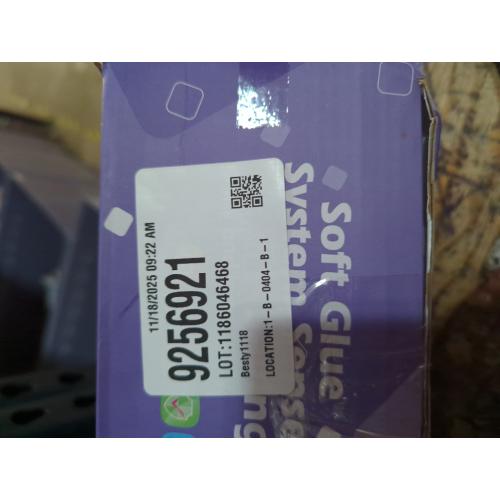 11/18/2025 09:22 AM
9256921
LOT:1186046468
Besty1118
LOCATION:1-B-0404-B-1
Soft Glue
System Sense